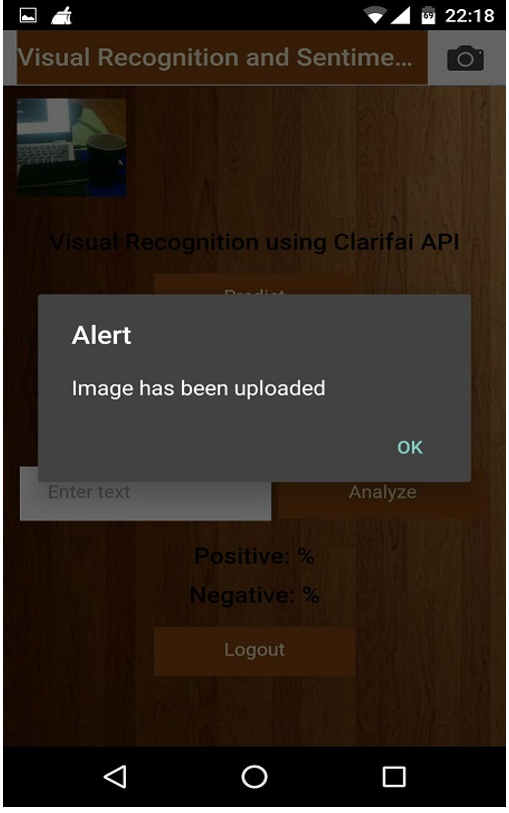 69 22:18
Visual Recognition and Sentime...
Visual Recognition using Clarifai API
Predict
Alert
Image has been uploaded
OK
Enter text
Analyze
Positive: %
Negative: %
Logout